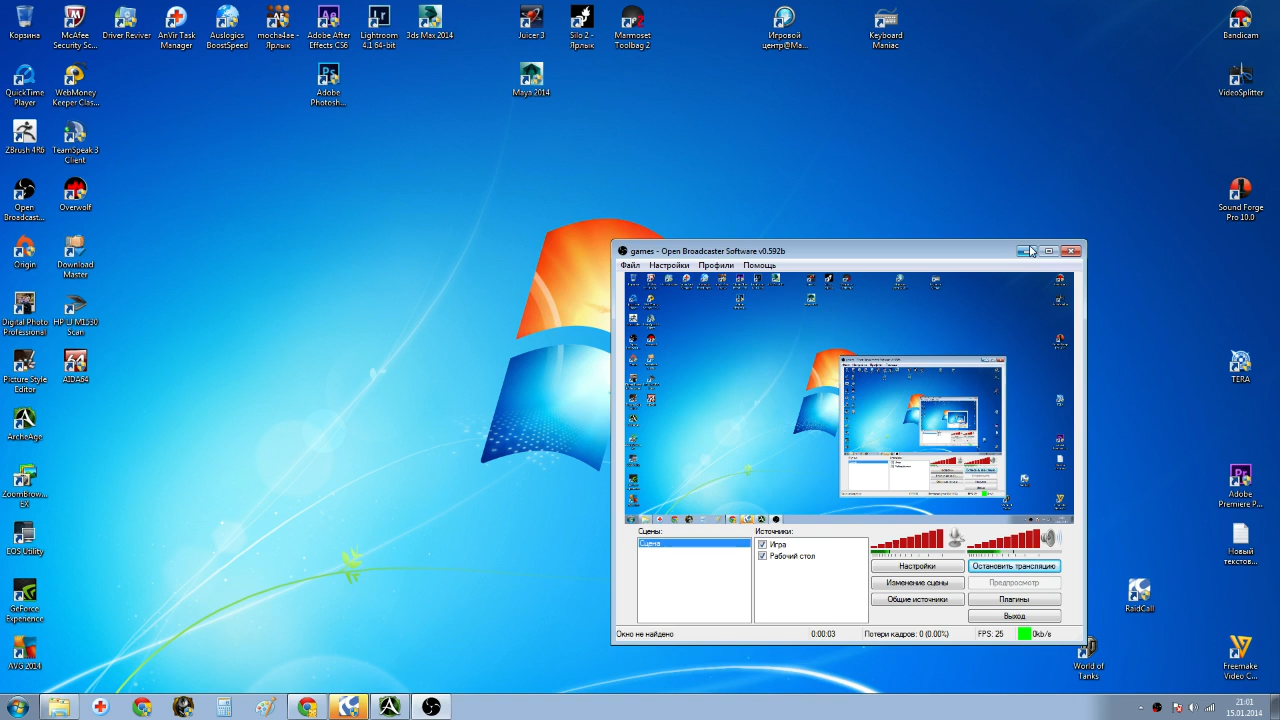 Корзина
McAfee
Security Sc...
Driver Reviver
AnVir Task
Manager
Auslogics
BoostSpeed
mocha4ae -
Ярлык
Adobe After
Effects CS6
Lightroom
4.1 64-bit
3ds Max 2014
Juicer 3
Silo 2 -
Ярлык
Marmoset
Toolbag 2
Игровой
центр@Ma...
Keyboard
Maniac
Bandicam
QuickTime
Player
WebMoney
Keeper Clas...
Adobe
Photosh...
Maya 2014
VideoSplitter
ZBrush 4R6
TeamSpeak 3
Client
Open
Broadcast...
Overwolf
Sound Forge
Pro 10.0
Origin
Download
Master
Digital Photo
Professional
HP LJ M1530
Scan
Picture Style
Editor
AIDA64
TERA
ArcheAge
ZoomBrow...
EX
Adobe
Premiere P...
EOS Utility
Новый
текстов...
GeForce
Experience
RaidCall
AVG 2014
World of
Tanks
Freemake
Video C...
games - Open Broadcaster Software v0.592b
Файл Настройки Профили Помощь
Сцены: Источники:
Сцена
Игра
Рабочий стол
Настройки Остановить трансляцию
Изменение сцены Предпросмотр
Общие источники Плагины
Выход
Окно не найдено 0:00:03 Потери кадров: 0 (0.00%) FPS: 25 0kb/s
21:01
15.01.2014